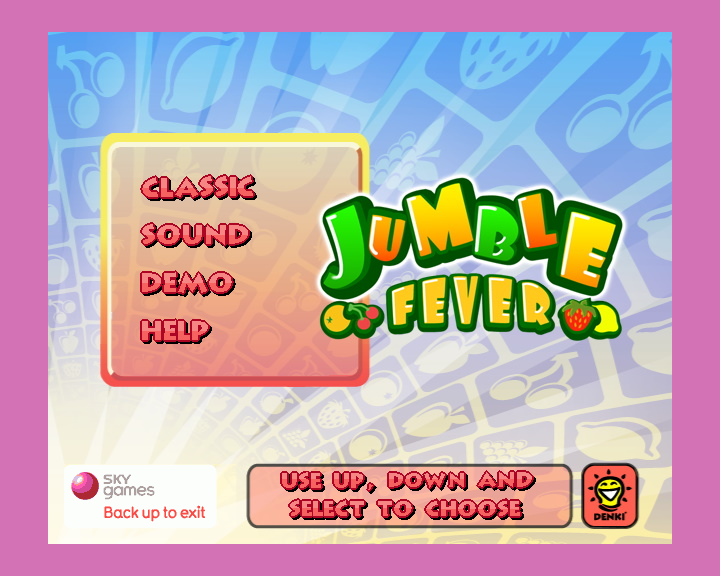 CLASSIC
SOUND
DEMO
HELP
JUMBLE
FEVER
SKY
games
Back up to exit
USE UP, DOWN AND
SELECT TO CHOOSE
DENKI